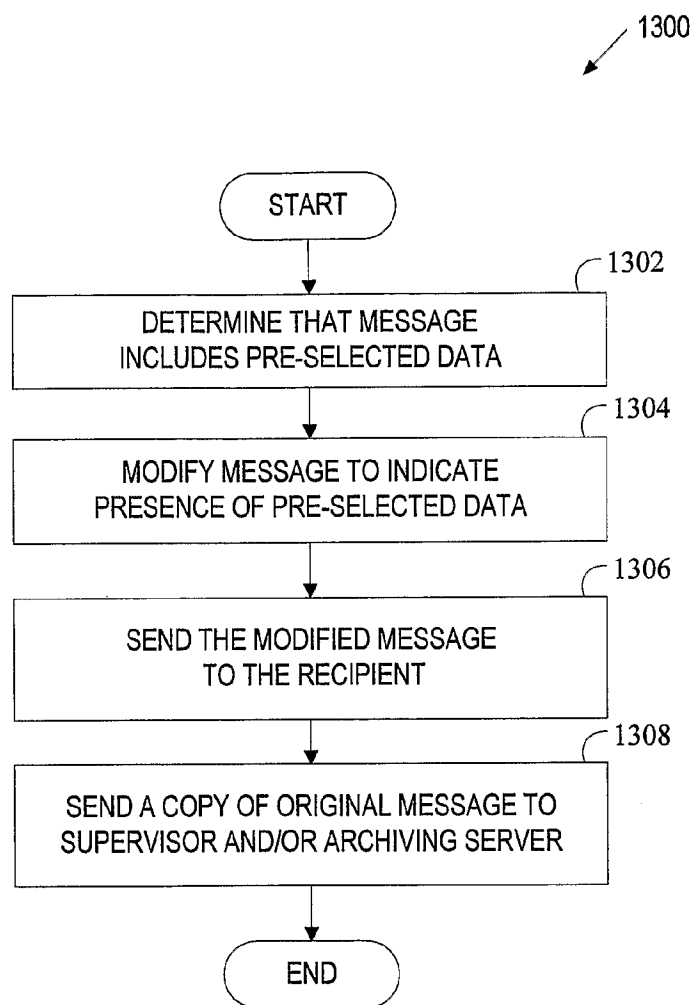 1300
START
1302
DETERMINE THAT MESSAGE
INCLUDES PRE-SELECTED DATA
1304
MODIFY MESSAGE TO INDICATE
PRESENCE OF PRE-SELECTED DATA
1306
SEND THE MODIFIED MESSAGE
TO THE RECIPIENT
1308
SEND A COPY OF ORIGINAL MESSAGE TO
SUPERVISOR AND/OR ARCHIVING SERVER
END